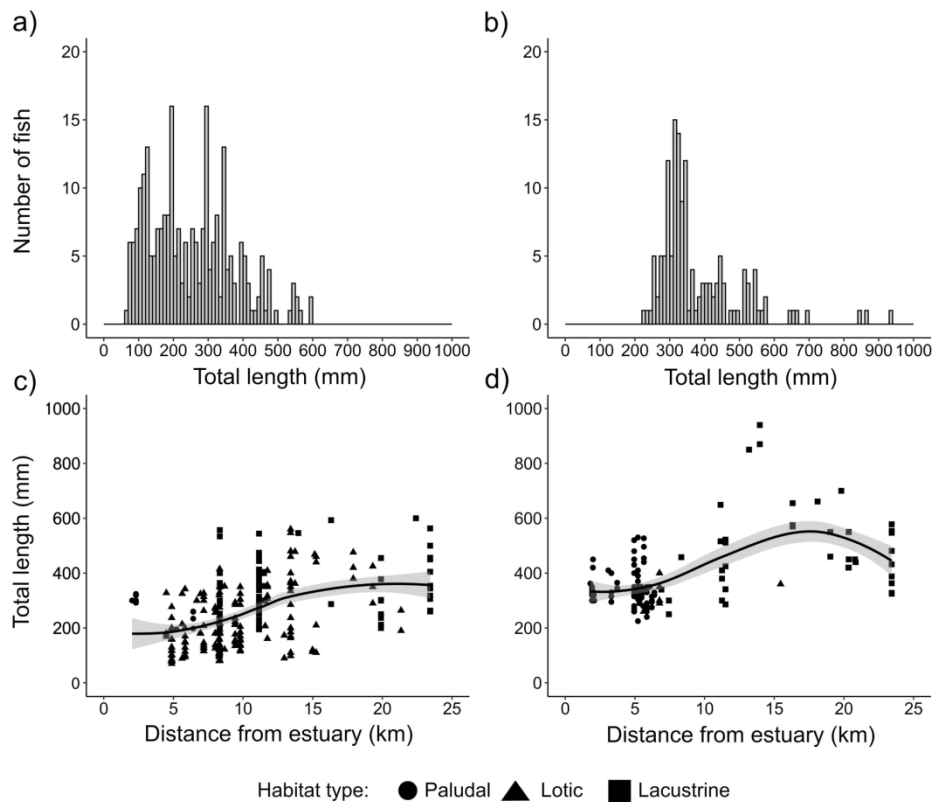 a)
b)
20
15
10
5
0
Number of fish
0 100 200 300 400 500 600 700 800 900 1000
Total length (mm)
20
15
10
5
0
0 100 200 300 400 500 600 700 800 900 1000
Total length (mm)
c)
d)
1000
800
600
400
200
0
Total length (mm)
0 5 10 15 20 25
Distance from estuary (km)
1000
800
600
400
200
0
0 5 10 15 20 25
Distance from estuary (km)
Habitat type: Paludal Lotic Lacustrine